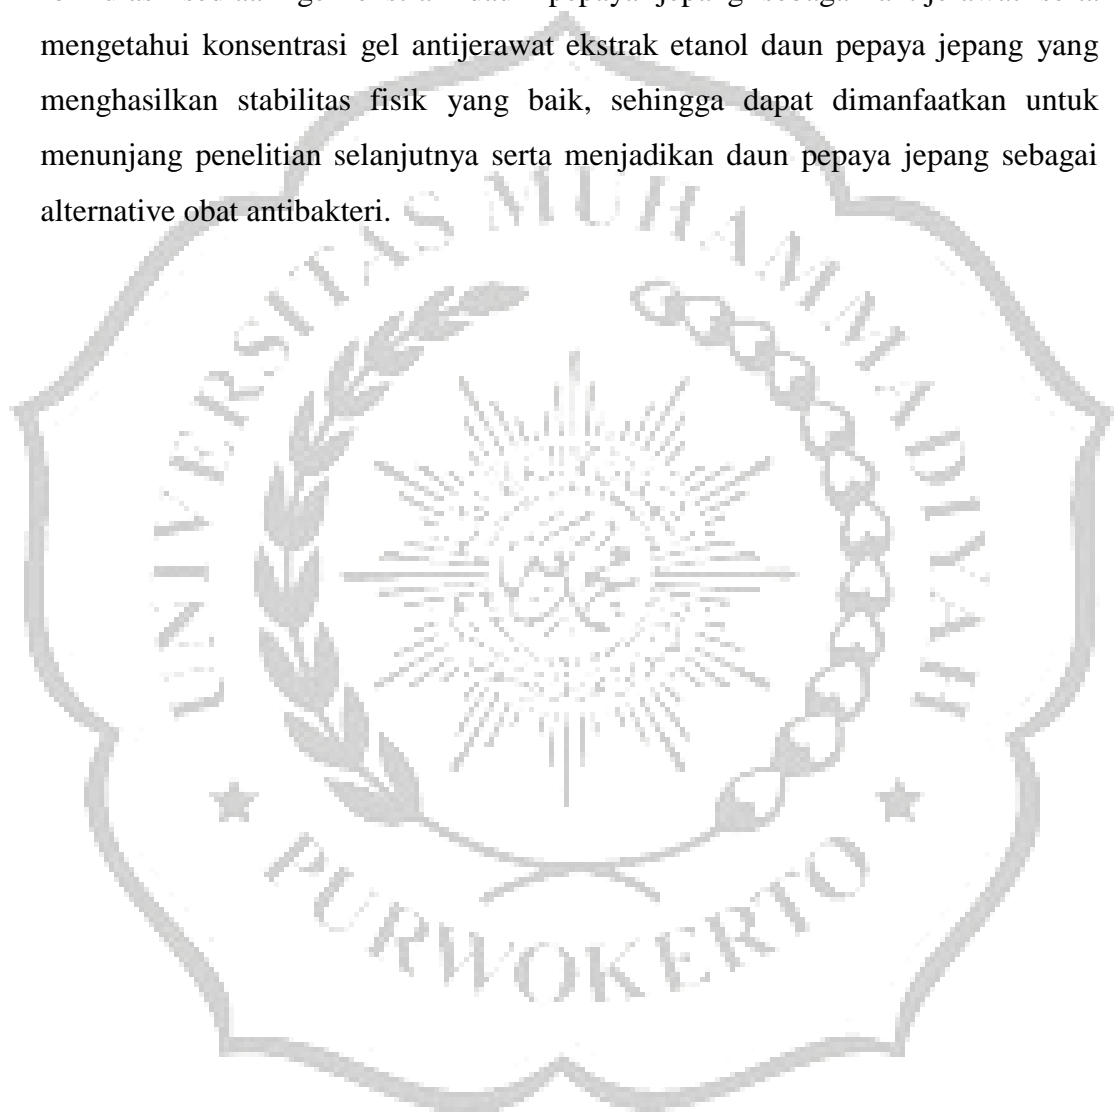 mengetahui konsentrasi gel antijerawat ekstrak etanol daun pepaya jepang yang
menghasilkan stabilitas fisik yang baik, sehingga dapat dimanfaatkan untuk
menunjang penelitian selanjutnya serta menjadikan daun pepaya jepang sebagai
alternative obat antibakteri.
UNIVERSITAS MUHAMMADIYAH
PURWOKERTO